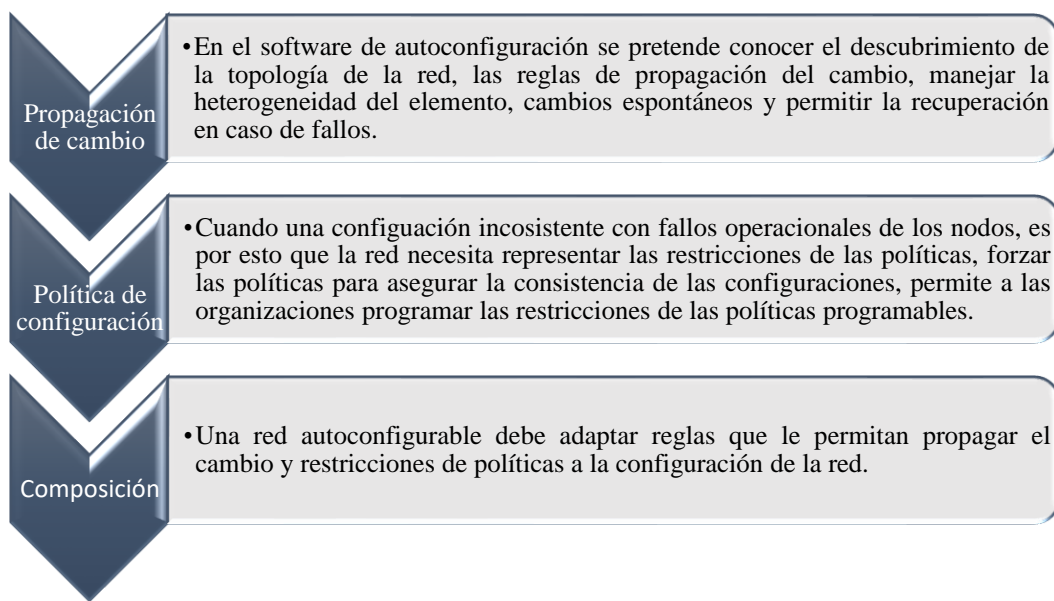 Propagación
de cambio
•En el software de autoconfiguración se pretende conocer el descubrimiento de
la topología de la red, las reglas de propagación del cambio, manejar la
heterogeneidad del elemento, cambios espontáneos y permitir la recuperación
en caso de fallos.
Política de
configuración
•Cuando una configuación incosistente con fallos operacionales de los nodos, es
por esto que la red necesita representar las restricciones de las políticas, forzar
las políticas para asegurar la consistencia de las configuraciones, permite a las
organizaciones programar las restricciones de las políticas programables.
Composición
•Una red autoconfigurable debe adaptar reglas que le permitan propagar el
cambio y restricciones de políticas a la configuración de la red.